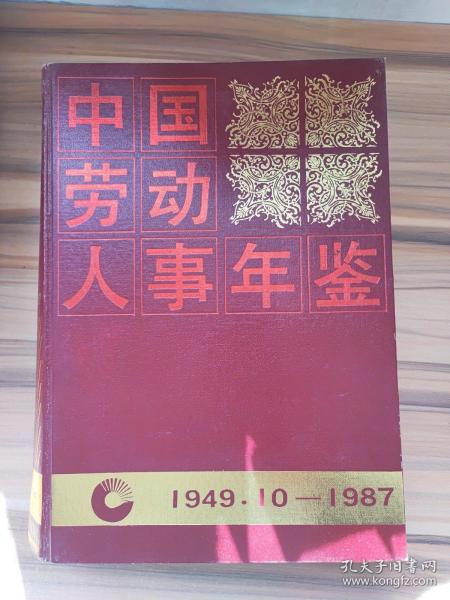 中国
劳动
人事年鉴
1949.10—1987
孔夫子旧书网
www.kongfz.com